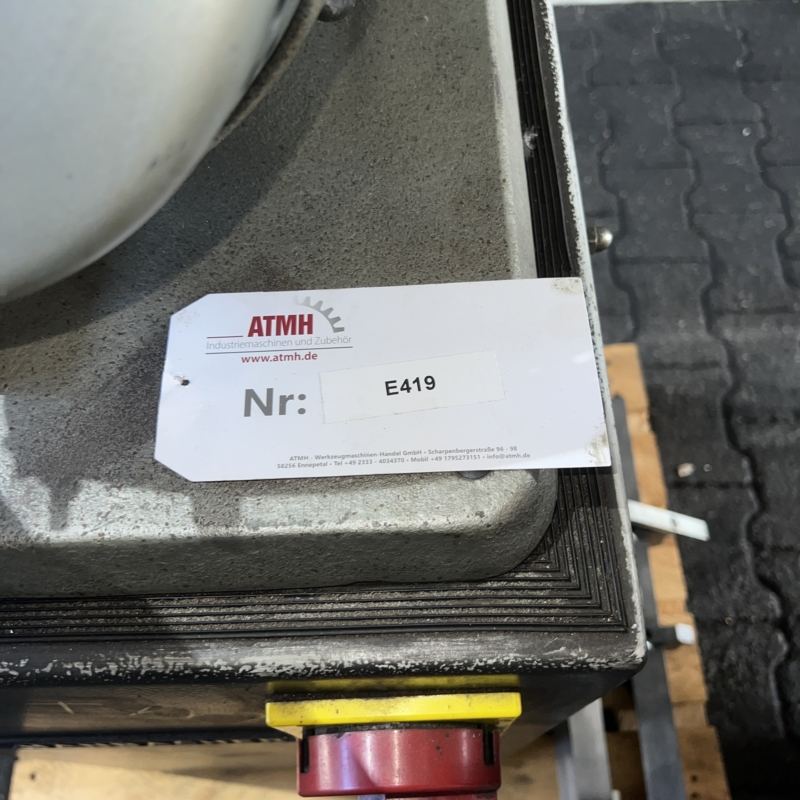 ATMH
Industriemaschinen und Zubehör
www.atmh.de
Nr: E419
ATMH - Werkzeugmaschinen-Handel GmbH • Scharpenbergerstraße 96 - 98
58256 Ennepetal • Tel +49 2333 - 4034370 • Mobil +49 1795273151 • info@atmh.de